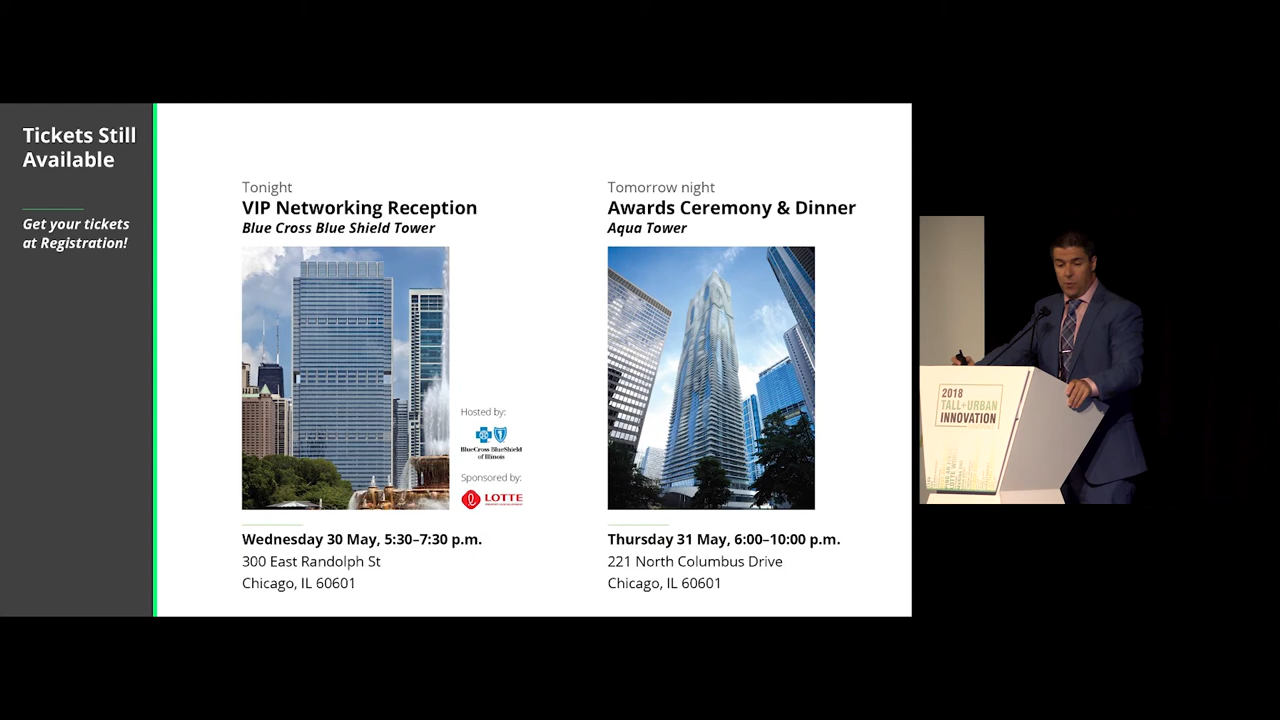 Tickets Still
Available
Get your tickets
at Registration!
Tonight
VIP Networking Reception
Blue Cross Blue Shield Tower
Hosted by:
BlueCross BlueShield
of Illinois
Sponsored by:
LOTTE
Wednesday 30 May, 5:30–7:30 p.m.
300 East Randolph St
Chicago, IL 60601
Tomorrow night
Awards Ceremony & Dinner
Aqua Tower
Thursday 31 May, 6:00–10:00 p.m.
221 North Columbus Drive
Chicago, IL 60601
2018
TALL+URBAN
INNOVATION